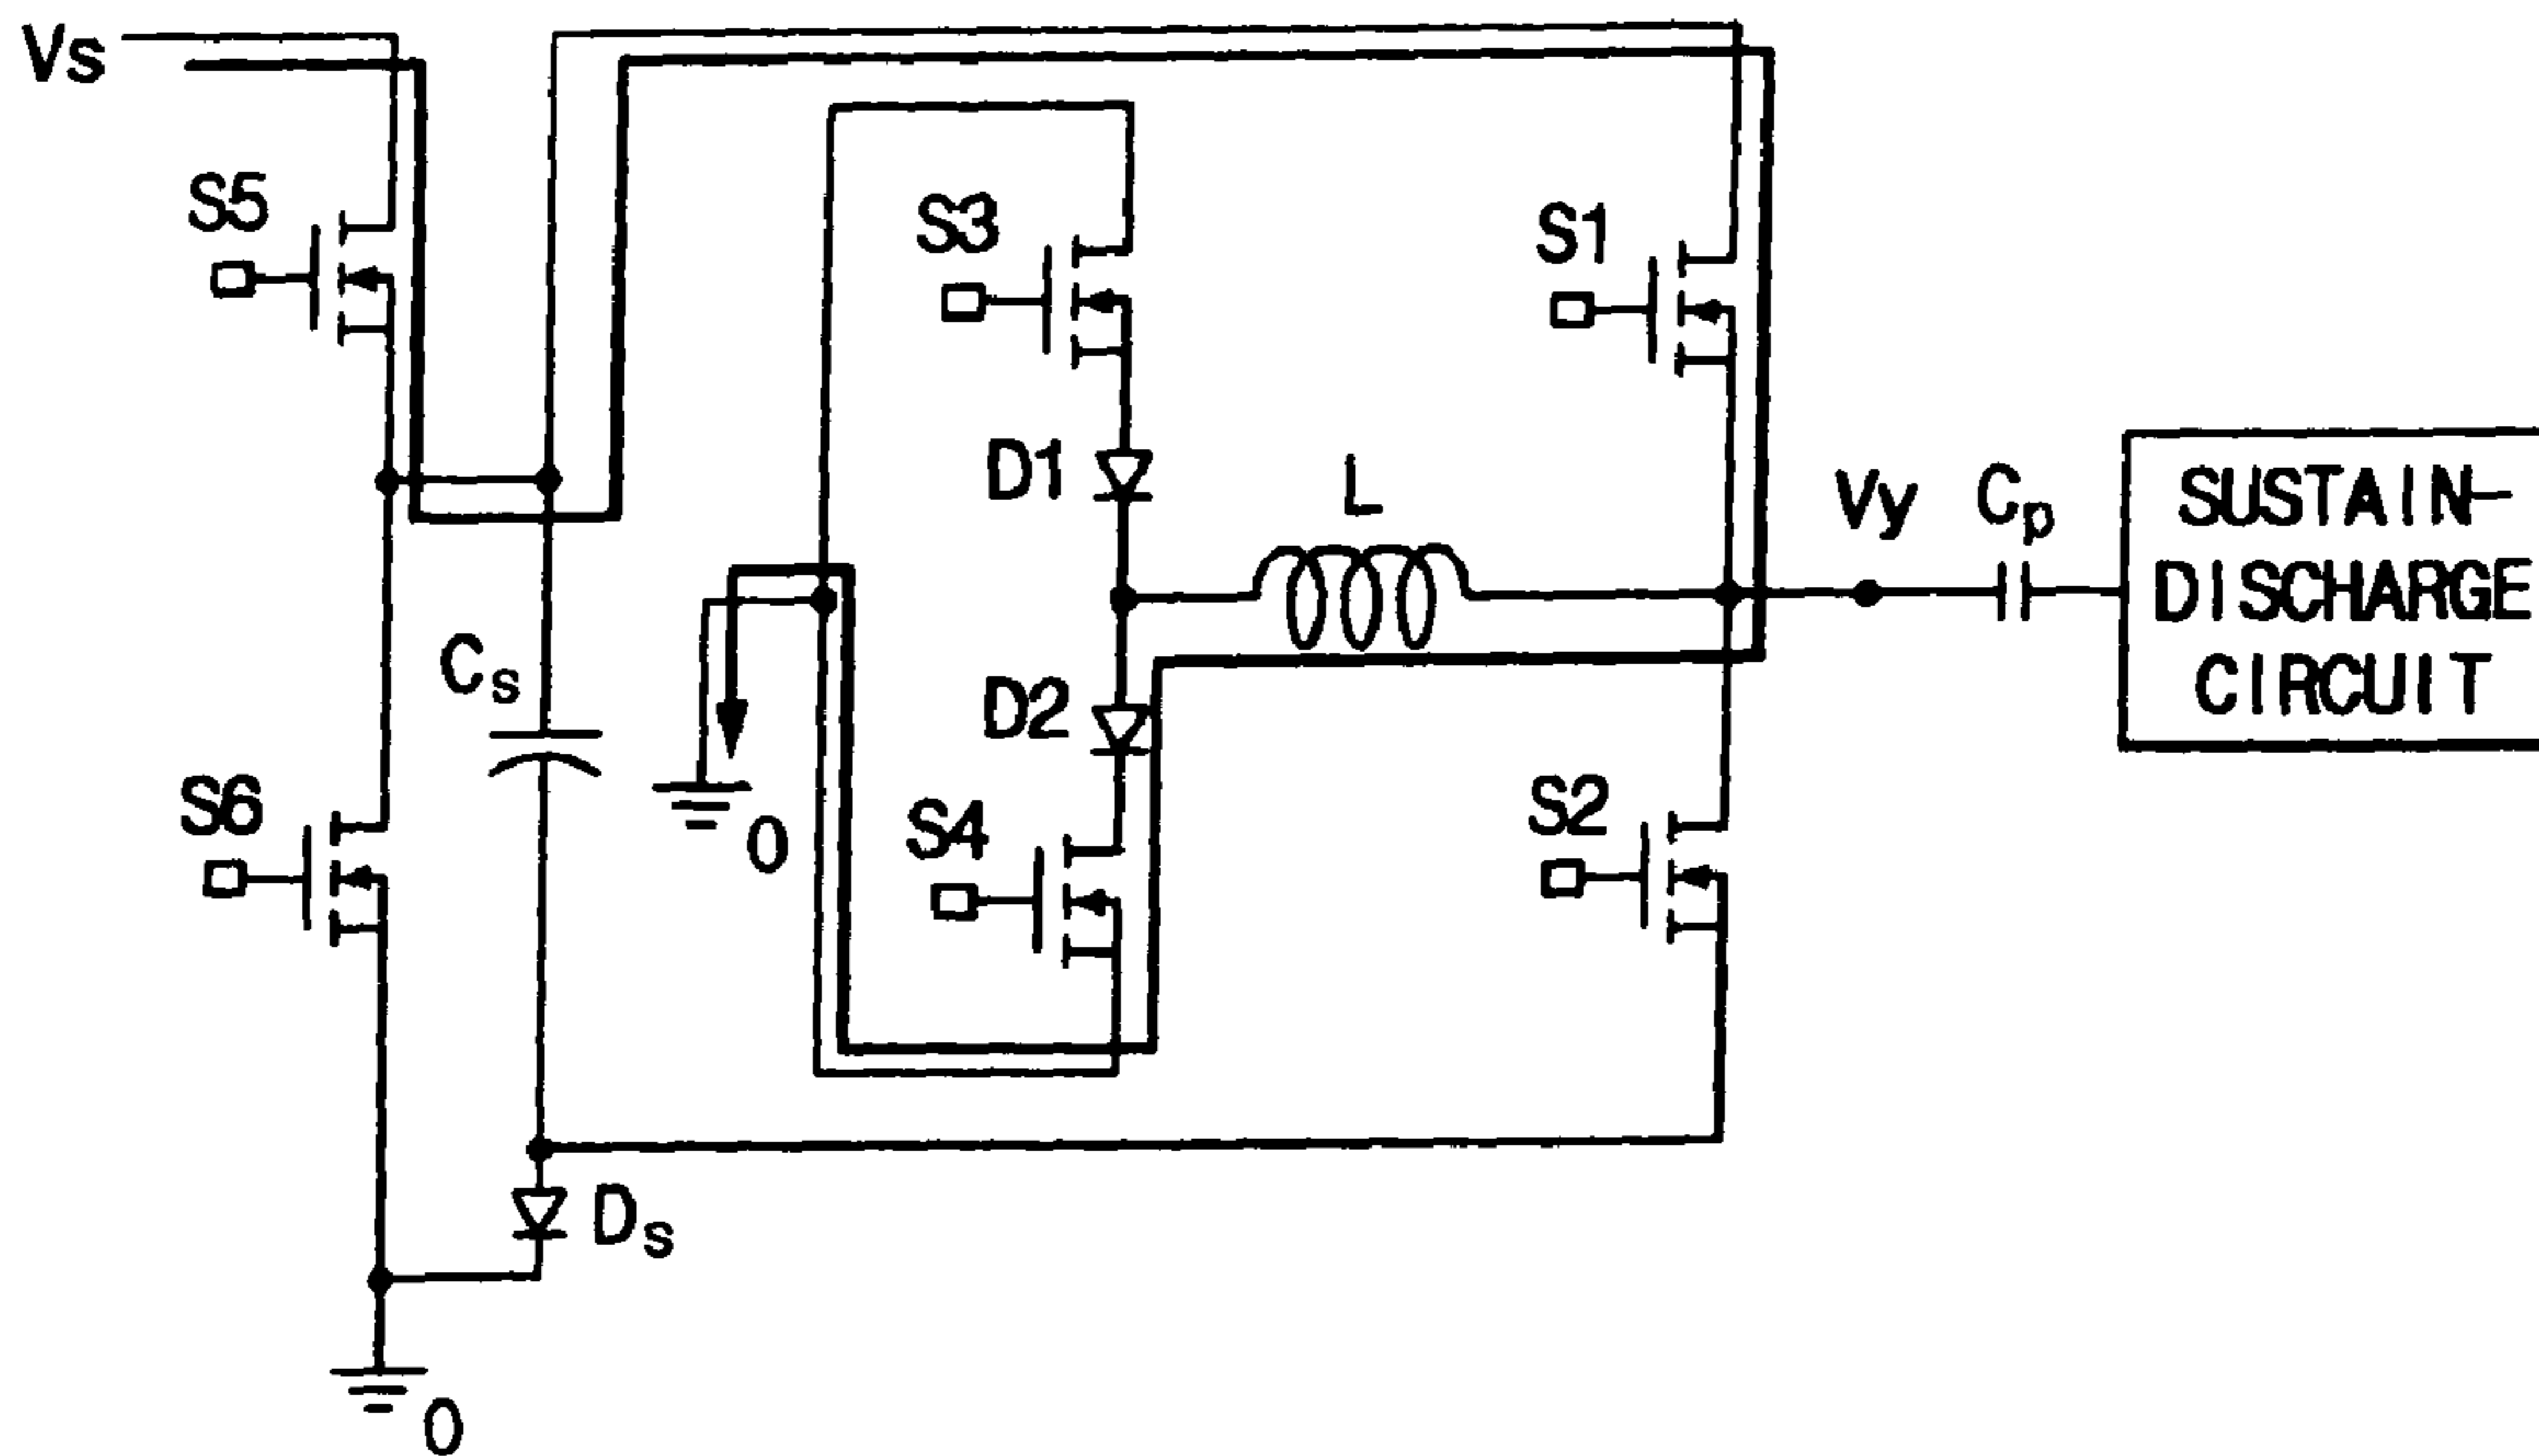 Vs
S5
S3
S1
D1
L
Vy
Cp
SUSTAIN-
DISCHARGE
CIRCUIT
Cs
D2
S6
S4
S2
0
Ds
0